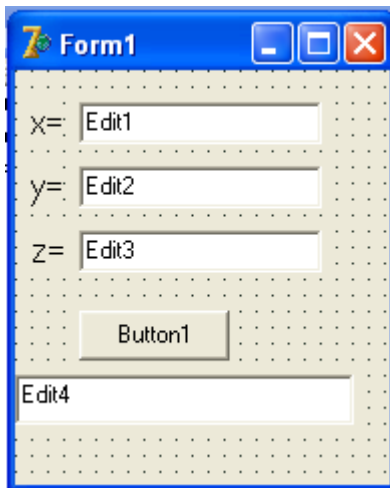 Form1
x= Edit1
y= Edit2
z= Edit3
Button1
Edit4